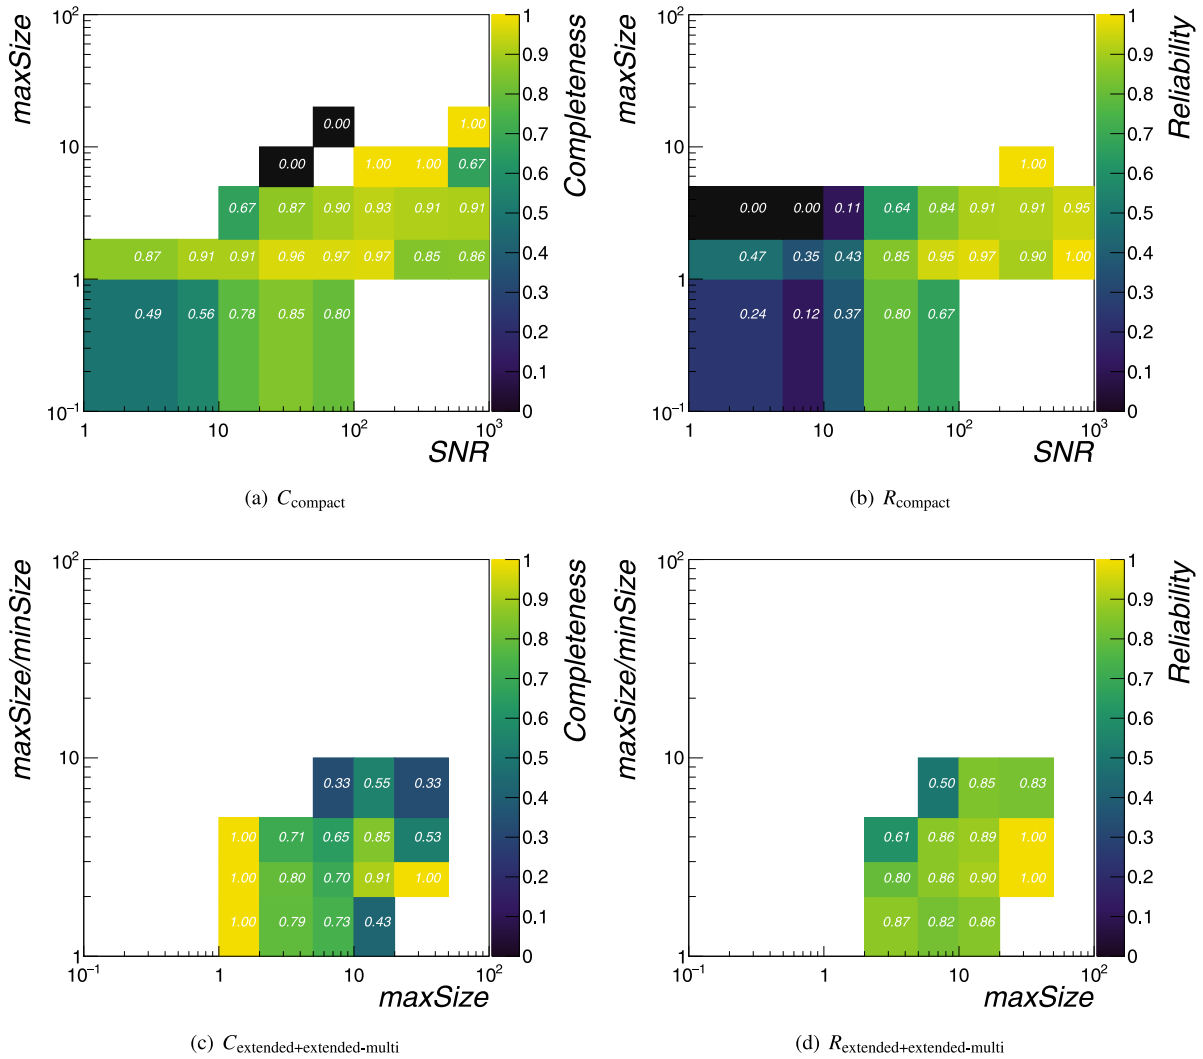 10² 10²
maxSize maxSize
1 1
0.9 0.9
0.8 0.8
0.7 0.7
0.6 0.6
0.5 0.5
0.4 0.4
0.3 0.3
0.2 0.2
0.1 0.1
0 0
Completeness Reliability
0.00 1.00
10 0.00 1.00 1.00 0.67 10 1.00
0.67 0.87 0.90 0.93 0.91 0.91 0.00 0.00 0.11 0.64 0.84 0.91 0.91 0.95
0.87 0.91 0.91 0.96 0.97 0.97 0.85 0.86 0.47 0.35 0.43 0.85 0.95 0.97 0.90 1.00
1 1
0.49 0.56 0.78 0.85 0.80 0.24 0.12 0.37 0.80 0.67
10⁻¹ 10⁻¹
1 10 10² 10³ 1 10 10² 10³
SNR SNR
(a) C compact (b) R compact
10² 10²
maxSize/minSize maxSize/minSize
1 1
0.9 0.9
0.8 0.8
0.7 0.7
0.6 0.6
0.5 0.5
0.4 0.4
0.3 0.3
0.2 0.2
0.1 0.1
0 0
Completeness Reliability
10 10
0.33 0.55 0.33 0.50 0.85 0.83
1.00 0.71 0.65 0.85 0.53 0.61 0.86 0.89 1.00
1.00 0.80 0.70 0.91 1.00 0.80 0.86 0.90 1.00
1.00 0.79 0.73 0.43 0.87 0.82 0.86
1 1
10⁻¹ 1 10 10² 10⁻¹ 1 10 10²
maxSize maxSize
(c) C extended+extended-multi (d) R extended+extended-multi